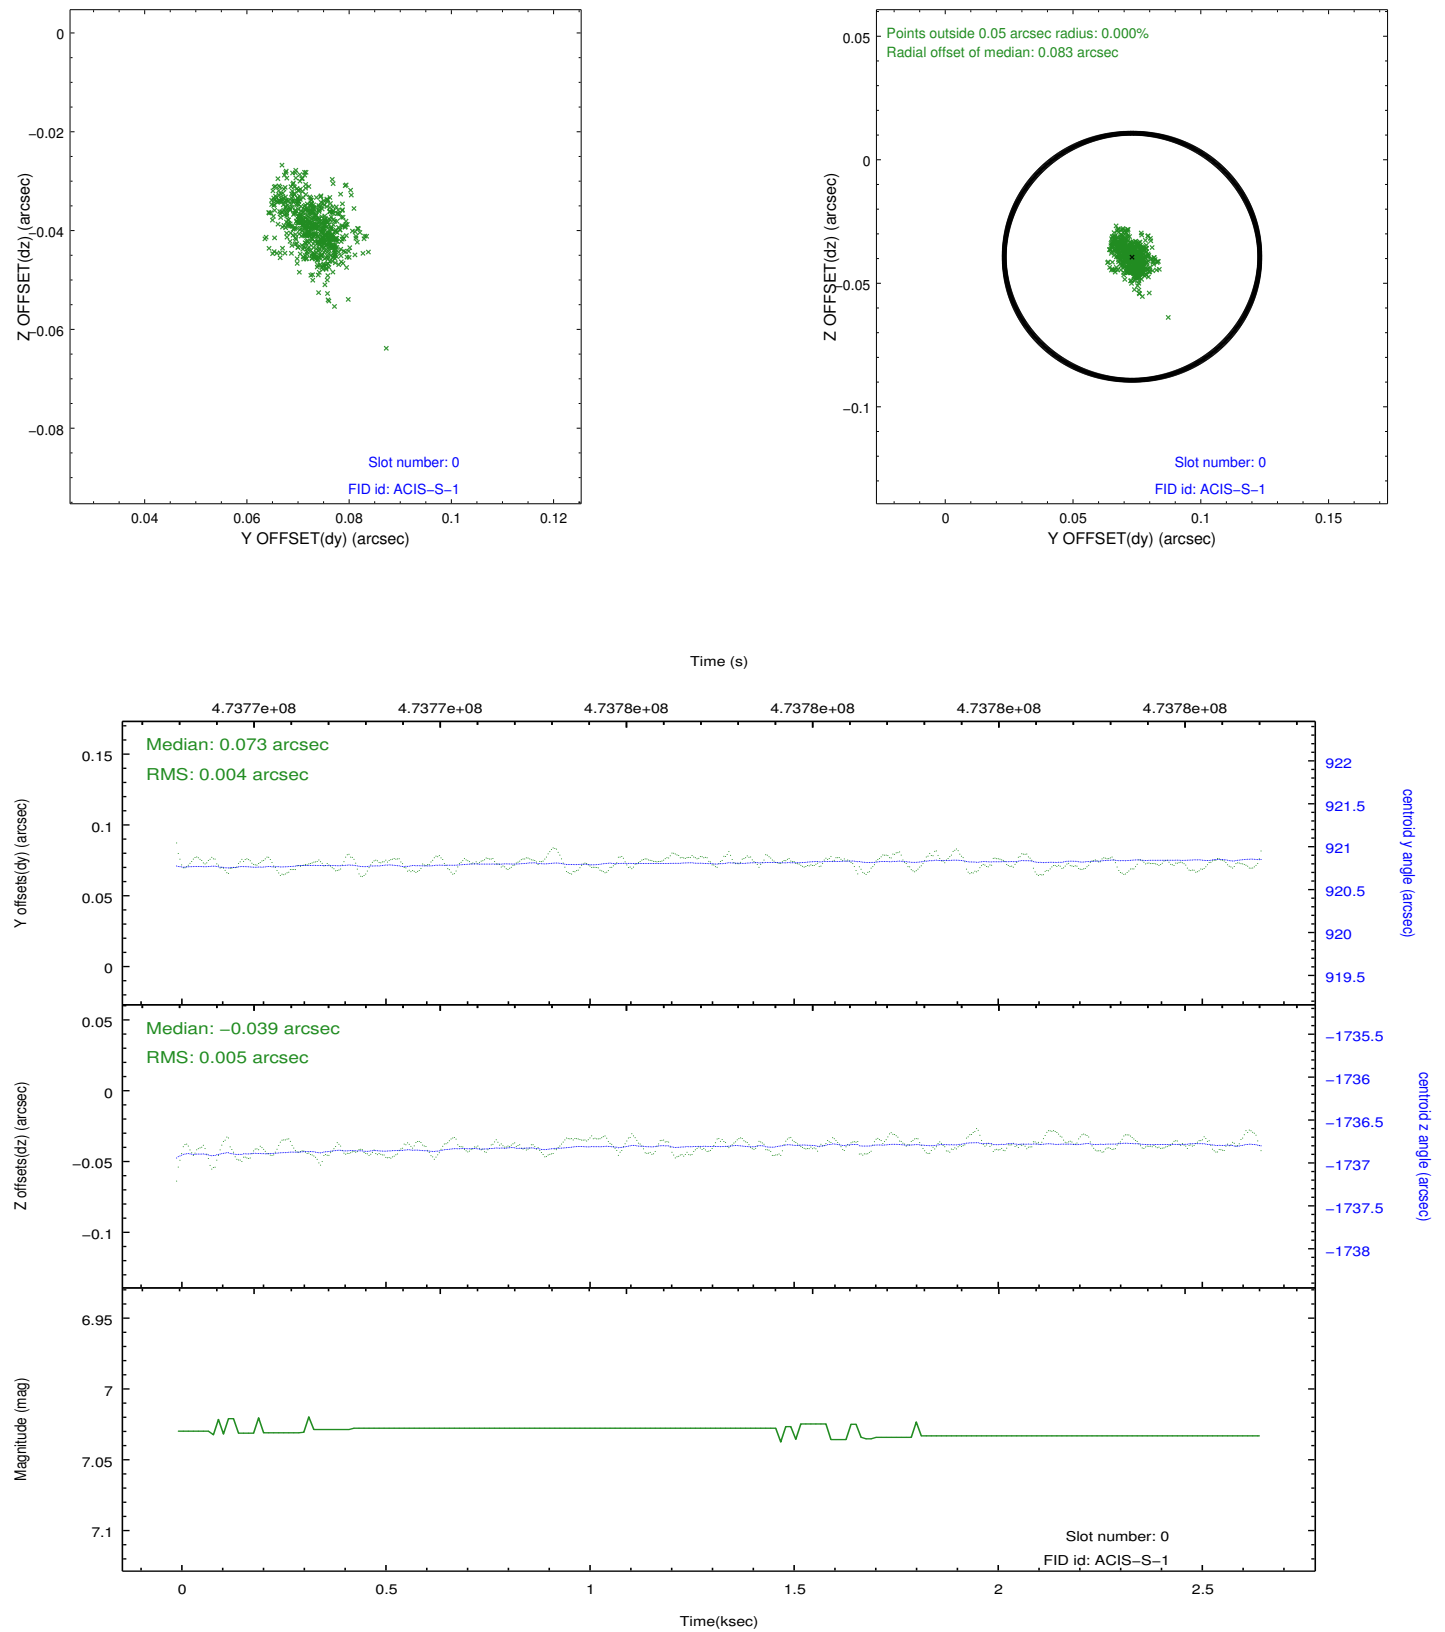 0
−0.02
−0.04
−0.06
−0.08
Z OFFSET(dz) (arcsec)
Slot number: 0
FID id: ACIS−S−1
0.04
0.06
0.08
0.1
0.12
Y OFFSET(dy) (arcsec)
Points outside 0.05 arcsec radius: 0.000%
Radial offset of median: 0.083 arcsec
0.05
0
−0.05
−0.1
Z OFFSET(dz) (arcsec)
Slot number: 0
FID id: ACIS−S−1
0
0.05
0.1
0.15
Y OFFSET(dy) (arcsec)
Time (s)
4.7377e+08
4.7377e+08
4.7378e+08
4.7378e+08
4.7378e+08
4.7378e+08
Median: 0.073 arcsec
RMS: 0.004 arcsec
0.15
0.1
0.05
0
Y offsets(dy) (arcsec)
922
921.5
921
920.5
920
919.5
centroid y angle (arcsec)
Median: −0.039 arcsec
RMS: 0.005 arcsec
0.05
0
−0.05
−0.1
Z offsets(dz) (arcsec)
−1735.5
−1736
−1736.5
−1737
−1737.5
−1738
centroid z angle (arcsec)
6.95
7
7.05
7.1
Magnitude (mag)
Slot number: 0
FID id: ACIS−S−1
0
0.5
1
1.5
2
2.5
Time(ksec)